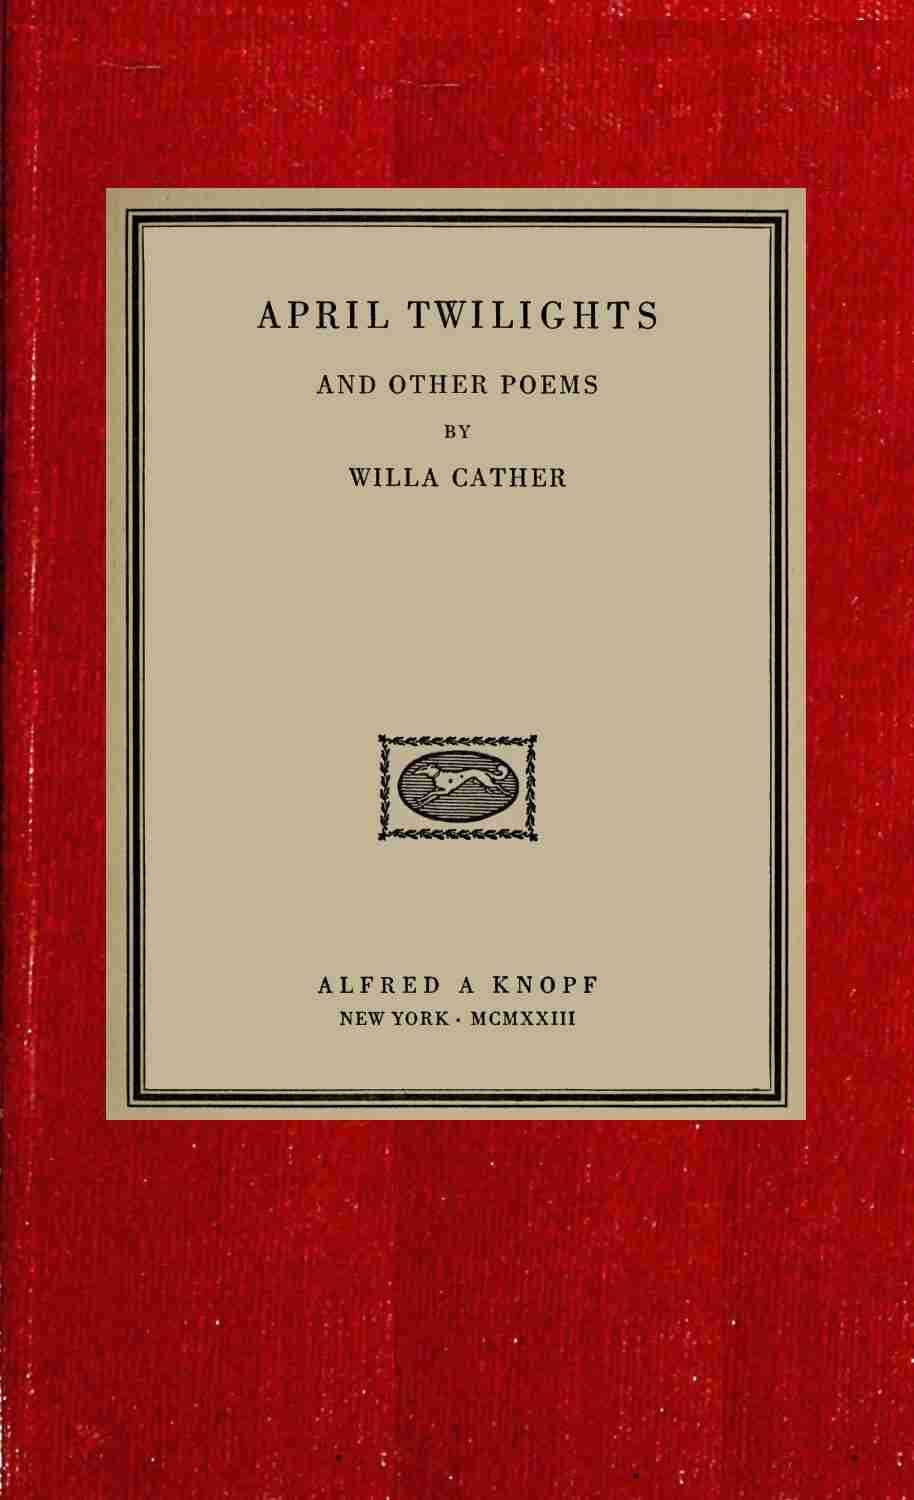 APRIL TWILIGHTS
AND OTHER POEMS
BY
WILLA CATHER
ALFRED A KNOPF
NEW YORK · MCMXXIII